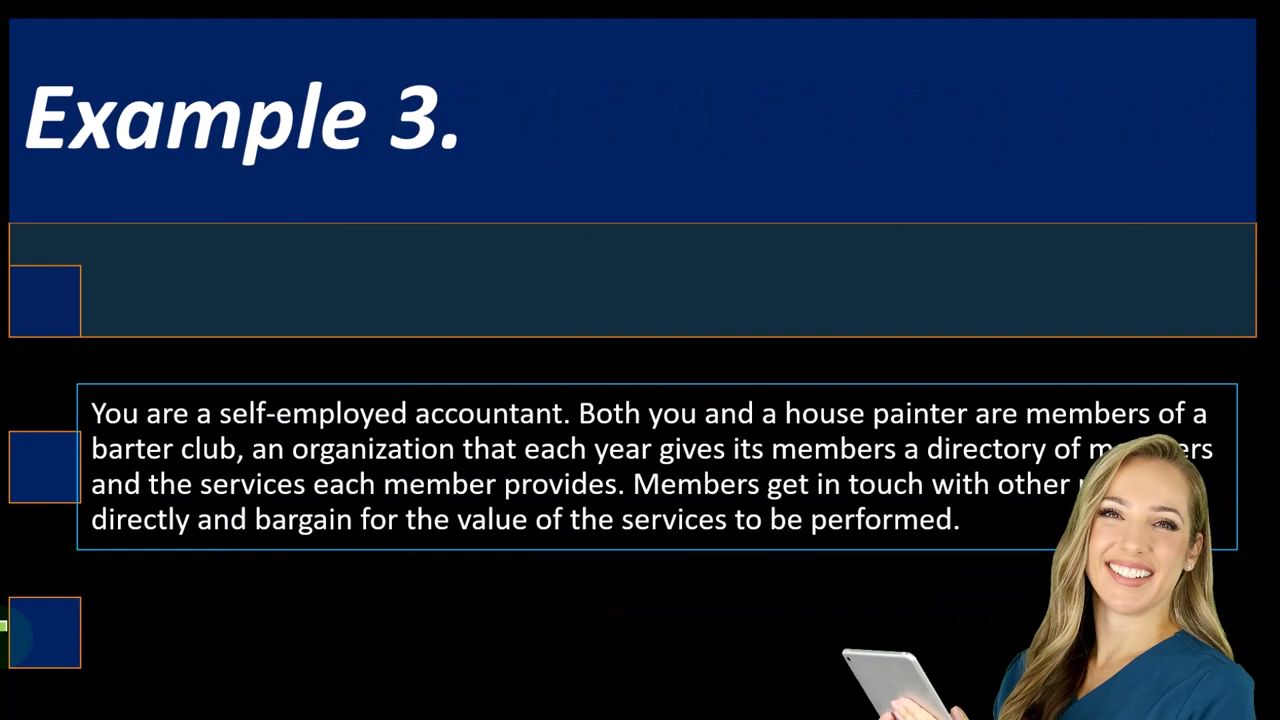 Example 3.
You are a self-employed accountant. Both you and a house painter are members of a
barter club, an organization that each year gives its members a directory of
and the services each member provides. Members get in touch with other
directly and bargain for the value of the services to be performed.